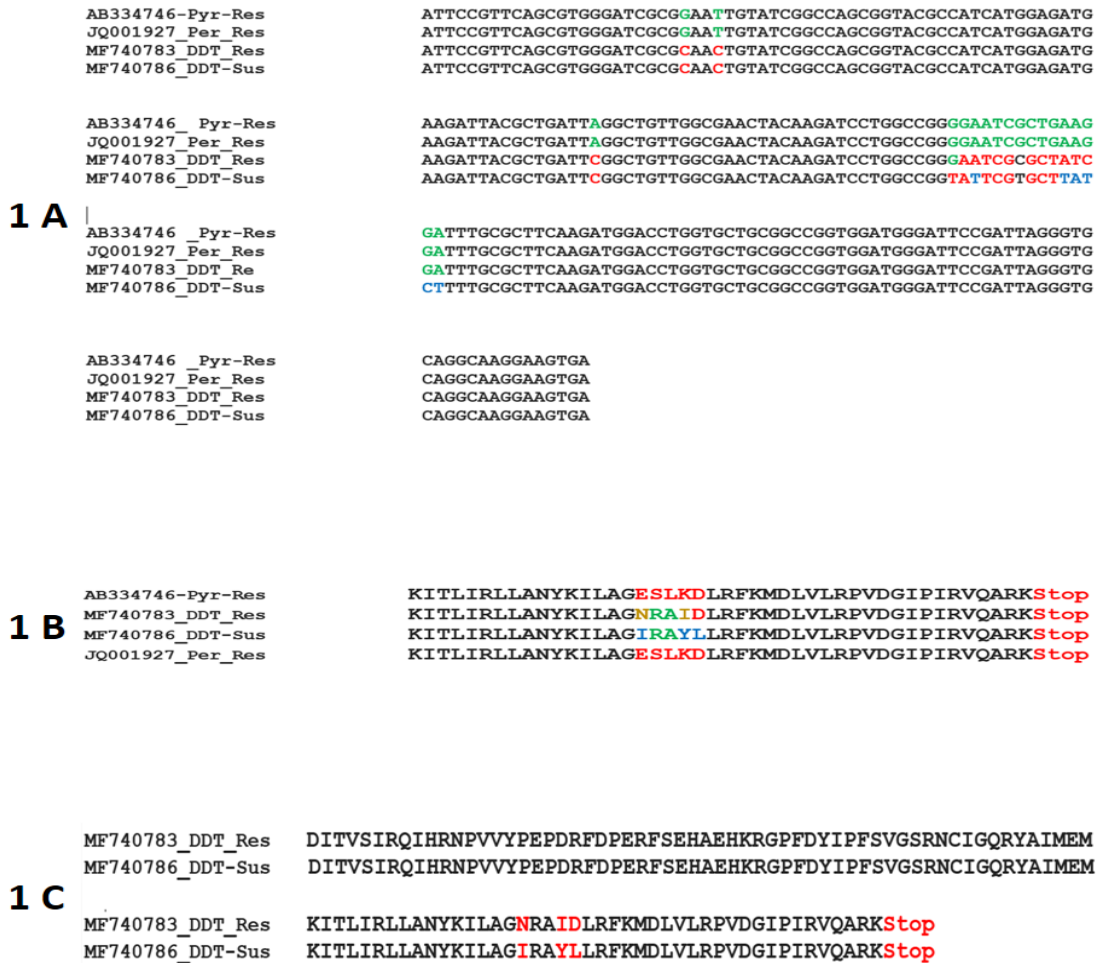 AB334746-Pyr-Res ATTCCGTTCAGCGTGGGATCGCGGGAATTGTATCGGCCAGCGGTACGCCATCATGGAGATG
JQ001927_Per_Res ATTCCGTTCAGCGTGGGATCGCGGGAATTGTATCGGCCAGCGGTACGCCATCATGGAGATG
MF740783_DDT_Res ATTCCGTTCAGCGTGGGATCGCGCAACTGTATCGGCCAGCGGTACGCCATCATGGAGATG
MF740786_DDT-Sus ATTCCGTTCAGCGTGGGATCGCGCAACTGTATCGGCCAGCGGTACGCCATCATGGAGATG
AB334746_ Pyr-Res AAGATTACGCTGATTAGGCTGTTGGCGAACTACAAGATCCTGGCCGGGGAATCGCTGAAG
JQ001927_Per_Res AAGATTACGCTGATTAGGCTGTTGGCGAACTACAAGATCCTGGCCGGGGAATCGCTGAAG
MF740783_DDT_Res AAGATTACGCTGATTCGGCTGTTGGCGAACTACAAGATCCTGGCCGGGAATCGCGCTATC
MF740786_DDT-Sus AAGATTACGCTGATTCGGCTGTTGGCGAACTACAAGATCCTGGCCGGTATTCGTGCTTAT
1 A
AB334746 _Pyr-Res GATTTGCGCTTCAAGATGGACCTGGTGCTGCGGCCGGTGGATGGGATTCCGATTAGGGTG
JQ001927_Per_Res GATTTGCGCTTCAAGATGGACCTGGTGCTGCGGCCGGTGGATGGGATTCCGATTAGGGTG
MF740783_DDT_Re GATTTGCGCTTCAAGATGGACCTGGTGCTGCGGCCGGTGGATGGGATTCCGATTAGGGTG
MF740786_DDT-Sus CTTTTGCGCTTCAAGATGGACCTGGTGCTGCGGCCGGTGGATGGGATTCCGATTAGGGTG
AB334746 _Pyr-Res CAGGCAAGGAAGTGA
JQ001927_Per_Res CAGGCAAGGAAGTGA
MF740783_DDT_Res CAGGCAAGGAAGTGA
MF740786_DDT-Sus CAGGCAAGGAAGTGA
1 B
AB334746-Pyr-Res KITLIRLLANYKILAGESLKDLRFKMDLVLRPVDGIPIRVQARKStop
MF740783_DDT_Res KITLIRLLANYKILAGNRAIDLRFKMDLVLRPVDGIPIRVQARKStop
MF740786_DDT-Sus KITLIRLLANYKILAGIRAYLLRFKMDLVLRPVDGIPIRVQARKStop
JQ001927_Per_Res KITLIRLLANYKILAGESLKDLRFKMDLVLRPVDGIPIRVQARKStop
1 C
MF740783_DDT_Res DITVSIRQIHRNPVVYPEPDRFDPERFSEHAEHKRGPFDYIPFSVGSRNCIGQRYAIMEM
MF740786_DDT-Sus DITVSIRQIHRNPVVYPEPDRFDPERFSEHAEHKRGPFDYIPFSVGSRNCIGQRYAIMEM
MF740783_DDT_Res KITLIRLLANYKILAGNRAIDLRFKMDLVLRPVDGIPIRVQARKStop
MF740786_DDT-Sus KITLIRLLANYKILAGIRAYLLRFKMDLVLRPVDGIPIRVQARKStop